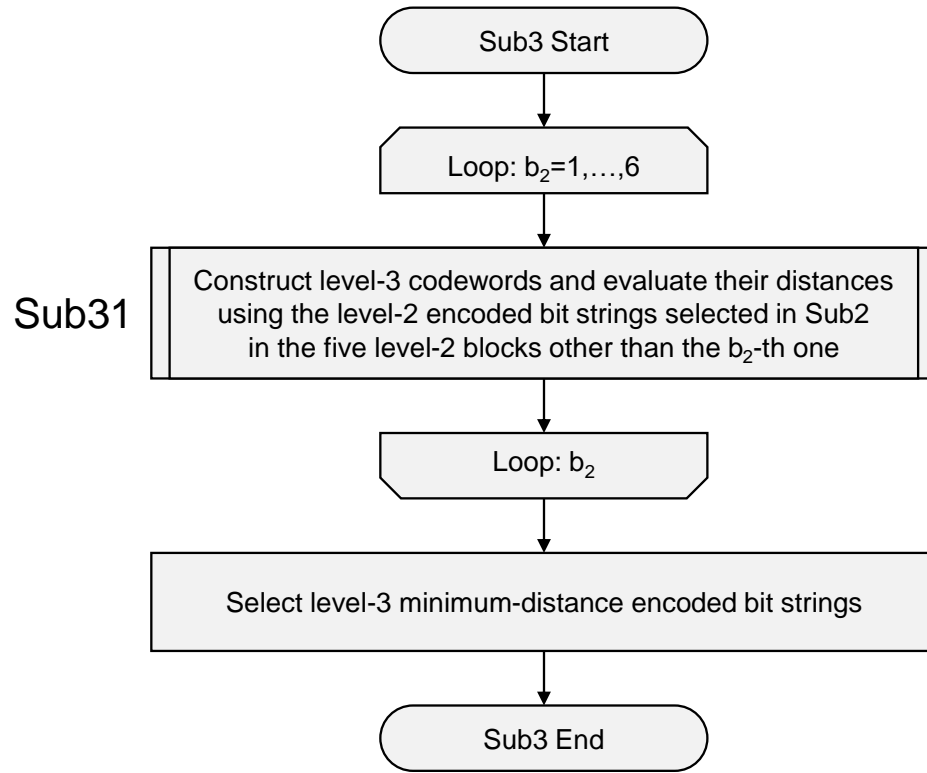 Sub3 Start
Loop: b₂=1,…,6
Sub31
Construct level-3 codewords and evaluate their distances
using the level-2 encoded bit strings selected in Sub2
in the five level-2 blocks other than the b₂-th one
Loop: b₂
Select level-3 minimum-distance encoded bit strings
Sub3 End